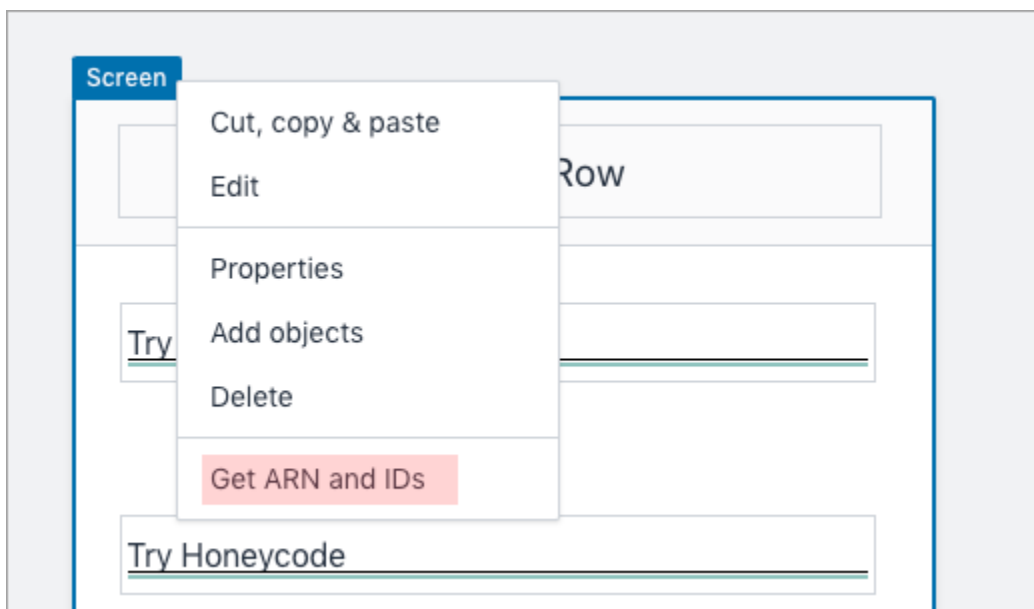 Screen
Cut, copy & paste
Row
Edit
Properties
Add objects
Try
Delete
Get ARN and IDs
Try Honeycode